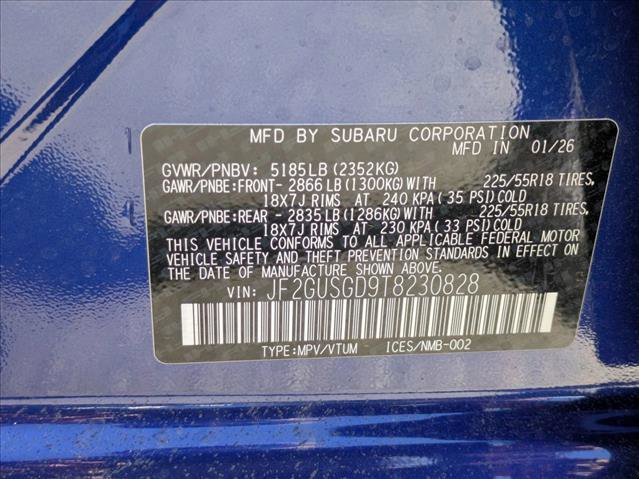 MFD BY SUBARU CORPORATION
MFD IN 01/26
GVWR/PNBV: 5185LB (2352KG)
GAWR/PNBE:FRONT- 2866 LB (1300KG) WITH 225/55R18 TIRES,
18X7J RIMS AT 240 KPA ( 35 PSI) COLD
GAWR/PNBE:REAR - 2835 LB (1286KG) WITH 225/55R18 TIRES,
18X7J RIMS AT 230 KPA ( 33 PSI) COLD
THIS VEHICLE CONFORMS TO ALL APPLICABLE FEDERAL MOTOR
VEHICLE SAFETY AND THEFT PREVENTION STANDARDS IN EFFECT ON
THE DATE OF MANUFACTURE SHOWN ABOVE.
VIN: JF2GUSGD9T8230828
TYPE:MPV/VTUM ICES/NMB-002